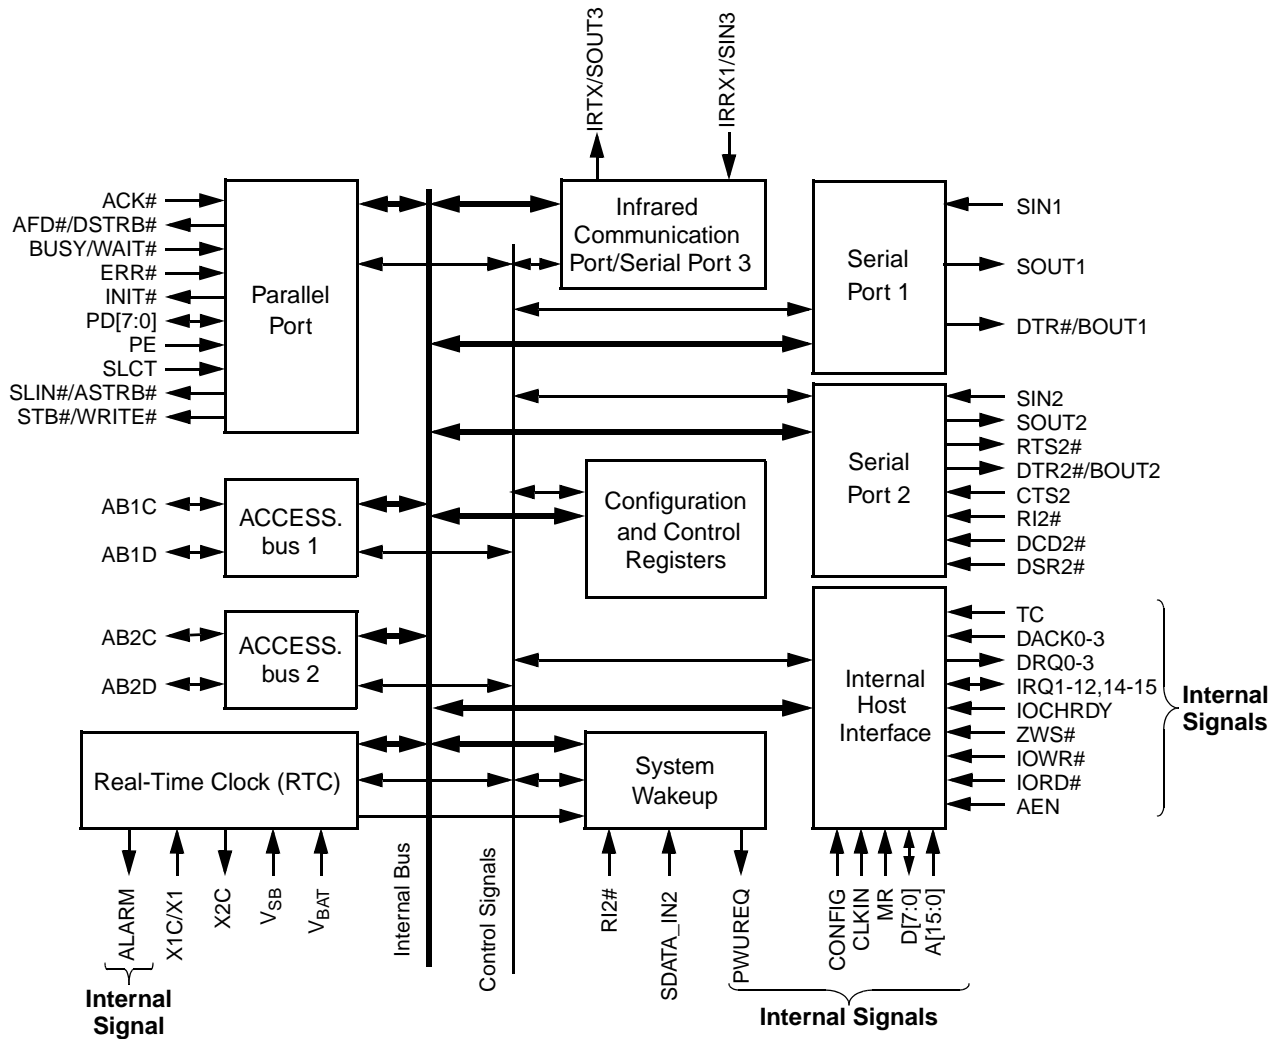 IRTX/SOUT3
IRRX1/SIN3
ACK#
AFD#/DSTRB#
BUSY/WAIT#
ERR#
INIT#
PD[7:0]
PE
SLCT
SLIN#/ASTRB#
STB#/WRITE#
Parallel
Port
Infrared
Communication
Port/Serial Port 3
Serial
Port 1
SIN1
SOUT1
DTR#/BOUT1
Serial
Port 2
SIN2
SOUT2
RTS2#
DTR2#/BOUT2
CTS2
RI2#
DCD2#
DSR2#
AB1C
AB1D
ACCESS.
bus 1
Configuration
and Control
Registers
AB2C
AB2D
ACCESS.
bus 2
Internal
Host
Interface
TC
DACK0-3
DRQ0-3
IRQ1-12,14-15
IOCHRDY
ZWS#
IOWR#
IORD#
AEN
Internal
Signals
Real-Time Clock (RTC)
System
Wakeup
ALARM
X1C/X1
X2C
VSB
VBAT
Internal Bus
Control Signals
RI2#
SDATA_IN2
PWUREQ
CONFIG
CLKIN
MR
D[7:0]
A[15:0]
Internal
Signal
Internal Signals